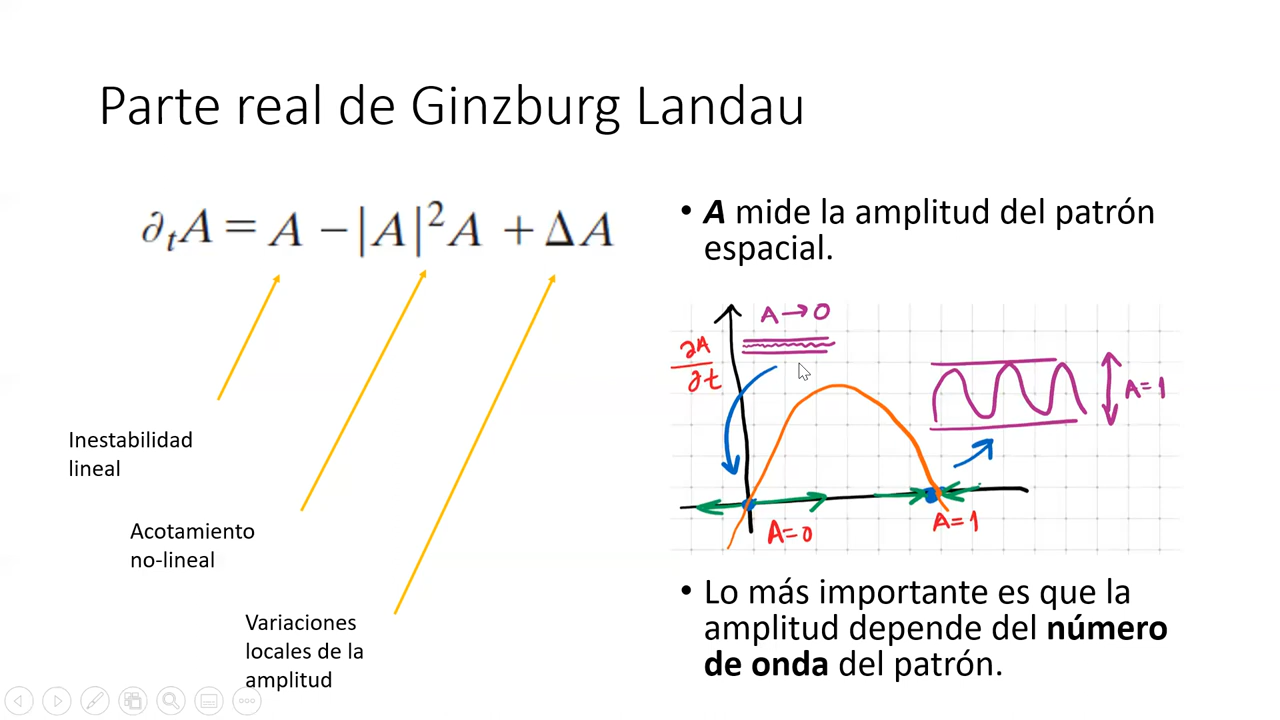 Parte real de Ginzburg Landau
∂ₜA = A − |A|²A + ΔA
Inestabilidad
lineal
Acotamiento
no-lineal
Variaciones
locales de la
amplitud
• A mide la amplitud del patrón
espacial.
A→0
∂A
∂t
A=1
A=0
A=1
• Lo más importante es que la
amplitud depende del número
de onda del patrón.